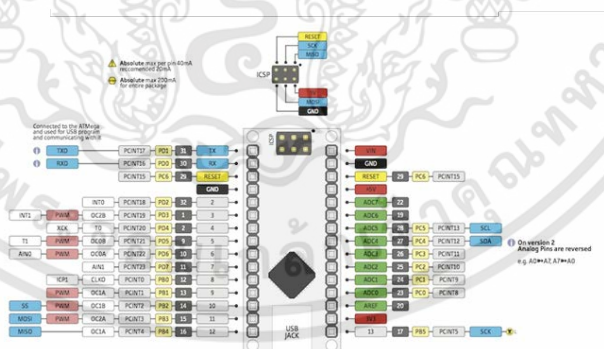 RESET
SCK
MISO
ICSP
MOSI
GND
Absolute max per pin 40mA
recommended 20mA
Absolute max 200mA
for entire package
Connected to the ATMega
and used for USB program
and communicating with it
ICSP
TXD PCINT17 PD1 31 TX
RXD PCINT16 PD0 30 RX
PCINT15 PC6 29 RESET
GND
INT0 PCINT18 PD2 32 2
INT1 PWM OC2B PCINT19 PD3 1 3
XCK T0 PCINT20 PD4 2 4
T1 PWM OC0B PCINT21 PD5 9 5
AIN0 PWM OC0A PCINT22 PD6 10 6
AIN1 PCINT23 PD7 11 7
ICP1 CLKO PCINT0 PB0 12 8
PWM OC1A PCINT1 PB1 13 9
SS PWM OC1B PCINT2 PB2 14 10
MOSI PWM OC2A PCINT3 PB3 15 11
MISO OC1A PCINT4 PB4 16 12
VIN
GND
RESET 29 PC6 PCINT15
ADC7 22
ADC6 19
ADC5 28 PC5 PCINT13 SCL
ADC4 27 PC4 PCINT12 SDA
ADC3 26 PC3 PCINT11
ADC2 25 PC2 PCINT10
ADC1 24 PC1 PCINT9
ADC0 23 PC0 PCINT8
AREF 20
3V3
13 17 PB5 PCINT5 SCK
On version 2
Analog Pins are reversed
e.g. A0 A7, A7 A0
USB
JACK